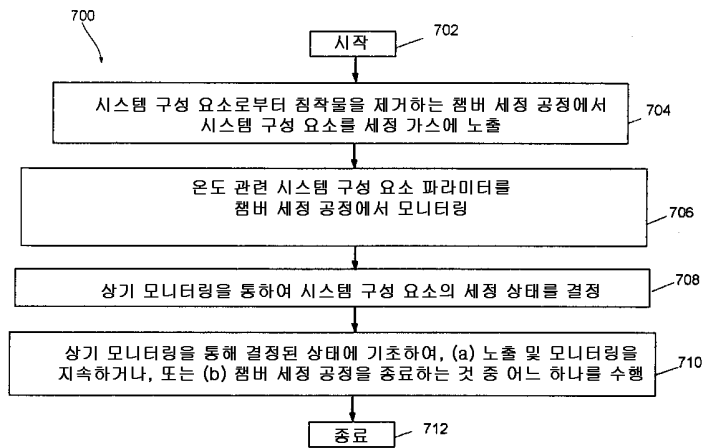 700
시작
702
시스템 구성 요소로부터 침착물을 제거하는 챔버 세정 공정에서
시스템 구성 요소를 세정 가스에 노출
704
온도 관련 시스템 구성 요소 파라미터를
챔버 세정 공정에서 모니터링
706
상기 모니터링을 통하여 시스템 구성 요소의 세정 상태를 결정
708
상기 모니터링을 통해 결정된 상태에 기초하여, (a) 노출 및 모니터링을
지속하거나, 또는 (b) 챔버 세정 공정을 종료하는 것 중 어느 하나를 수행
710
종료
712